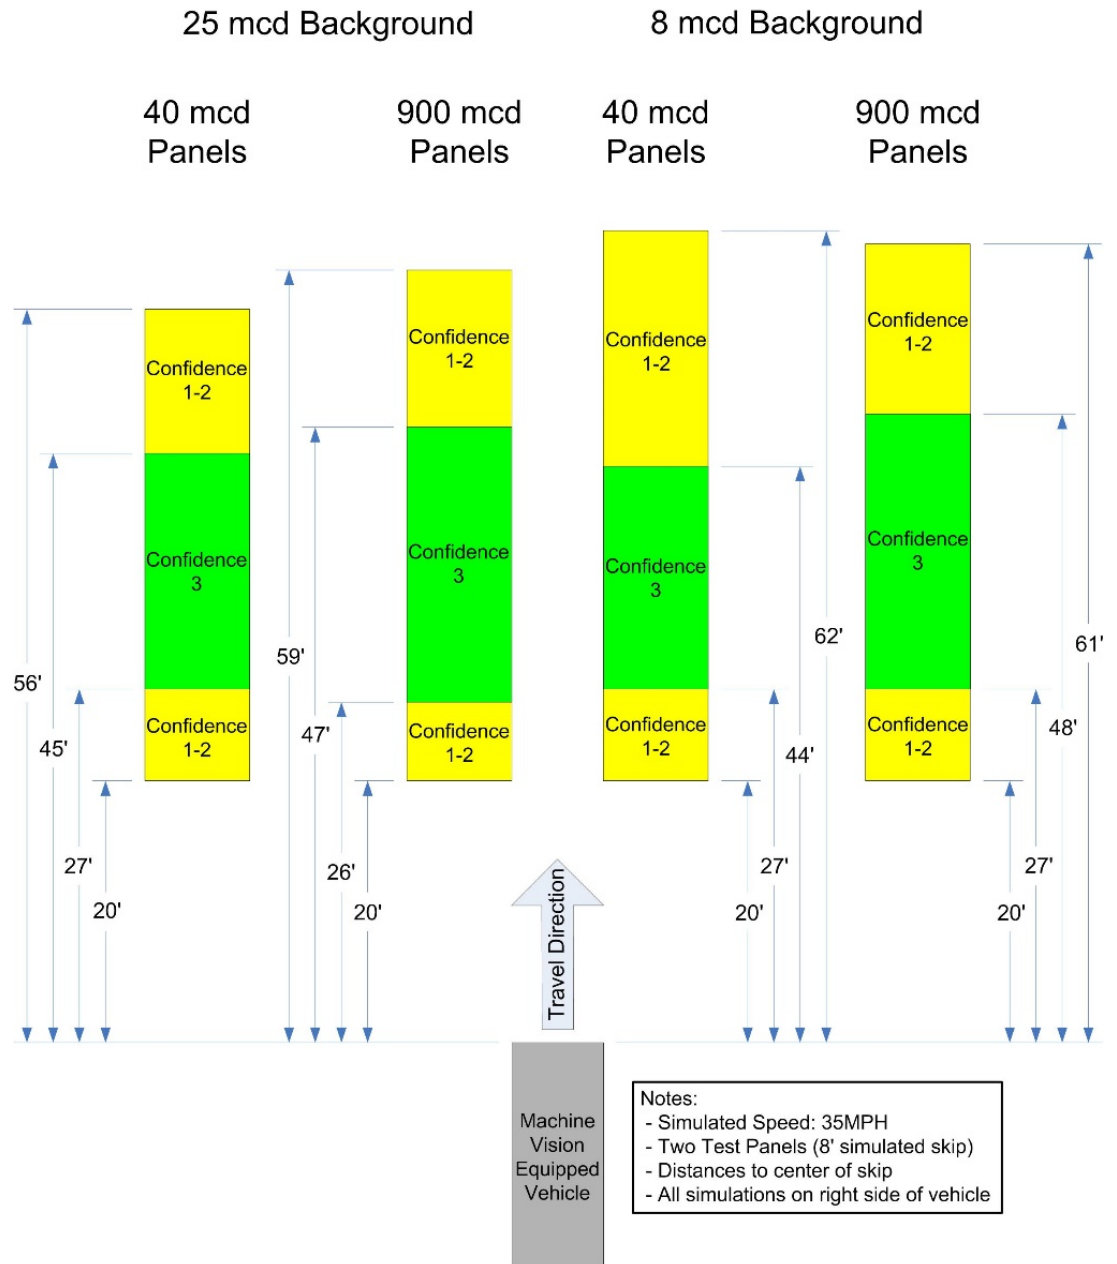 25 mcd Background
8 mcd Background
40 mcd
Panels
900 mcd
Panels
40 mcd
Panels
900 mcd
Panels
Confidence
1-2
Confidence
3
Confidence
1-2
56'
45'
27'
20'
Confidence
1-2
Confidence
3
Confidence
1-2
59'
47'
26'
20'
Confidence
1-2
Confidence
3
Confidence
1-2
62'
44'
27'
20'
Confidence
1-2
Confidence
3
Confidence
1-2
61'
48'
27'
20'
Travel Direction
Machine
Vision
Equipped
Vehicle
Notes:
- Simulated Speed: 35MPH
- Two Test Panels (8' simulated skip)
- Distances to center of skip
- All simulations on right side of vehicle